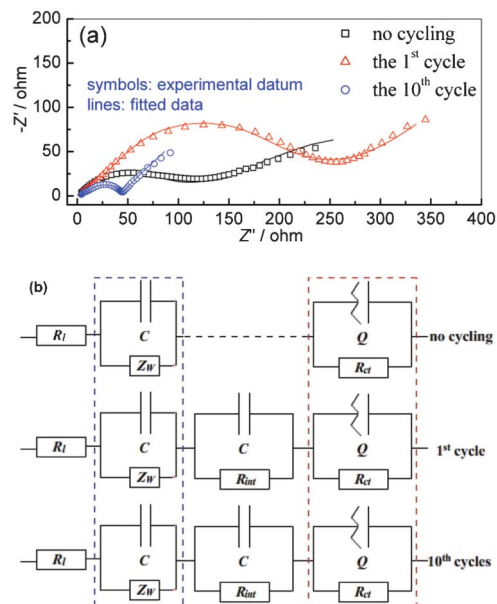 (a)
no cycling
the 1st cycle
the 10th cycle
symbols: experimental datum
lines: fitted data
-Z' / ohm
-200
150
100
50
0
0 50 100 150 200 250 300 350 400 450
Z'' / ohm
(b)
Rl C ZW Q Rct no cycling
Rl C ZW C Rint Q Rct 1st cycle
Rl C ZW C Rint Q Rct 10th cycles